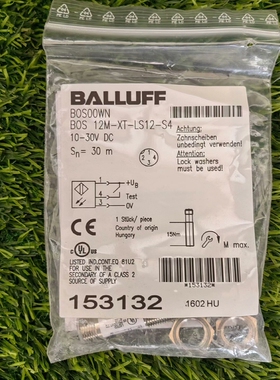 BALLUFF
BOS00WN
BOS 12M-XT-LS12-S4
10-30V DC
Sn= 30 m
Achtung!
Zahnscheiben
unbedingt verwenden!
Attention!
Lock washers
must be used!
+UB
Test
0V
1 Stück/ piece
Country of origin
Hungary
15Nm
M max.
LISTED IND.CONT.EQ. 61U2
FOR USE IN THE
SECONDARY OF A CLASS 2
SOURCE OF SUPPLY
*153132*
153132
1602 HU